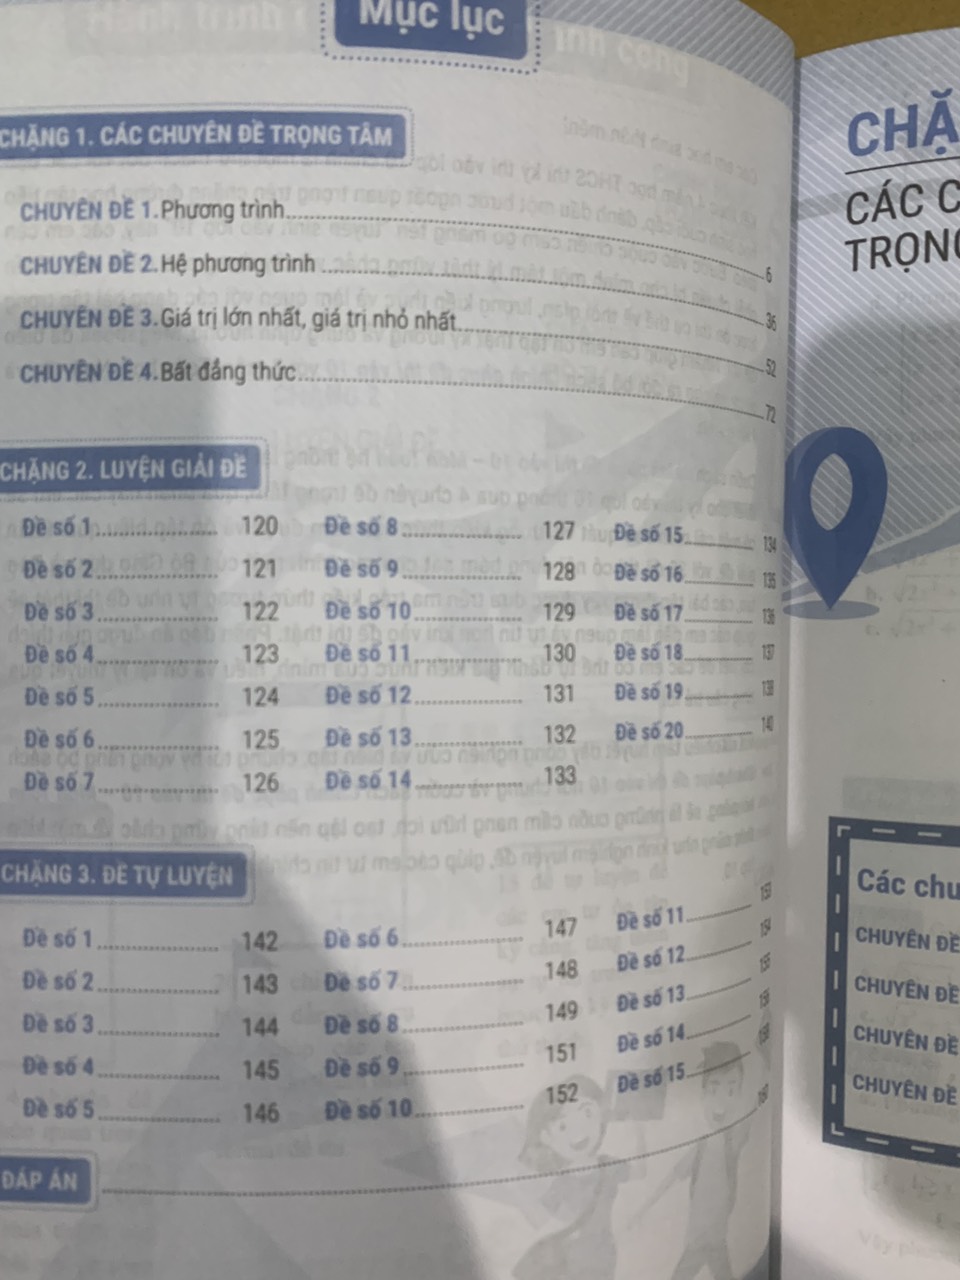 Mục lục
CHẶNG 1. CÁC CHUYÊN ĐỀ TRỌNG TÂM
CHUYÊN ĐỀ 1. Phương trình 6
CHUYÊN ĐỀ 2. Hệ phương trình 36
CHUYÊN ĐỀ 3. Giá trị lớn nhất, giá trị nhỏ nhất 52
CHUYÊN ĐỀ 4. Bất đẳng thức 72
CHẶNG 2. LUYỆN GIẢI ĐỀ
Đề số 1 120 Đề số 8 127 Đề số 15 134
Đề số 2 121 Đề số 9 128 Đề số 16 135
Đề số 3 122 Đề số 10 129 Đề số 17 136
Đề số 4 123 Đề số 11 130 Đề số 18 137
Đề số 5 124 Đề số 12 131 Đề số 19
Đề số 6 125 Đề số 13 132 Đề số 20
Đề số 7 126 Đề số 14 133
CHẶNG 3. ĐỀ TỰ LUYỆN
Đề số 1 142 Đề số 6 147 Đề số 11 153
Đề số 2 143 Đề số 7 148 Đề số 12 154
Đề số 3 144 Đề số 8 149 Đề số 13 155
Đề số 4 145 Đề số 9 151 Đề số 14 156
Đề số 5 146 Đề số 10 152 Đề số 15
ĐÁP ÁN
CHẶ
CÁC C
TRỌNG
Các chu
CHUYÊN ĐỀ
CHUYÊN ĐỀ
CHUYÊN ĐỀ
CHUYÊN ĐỀ